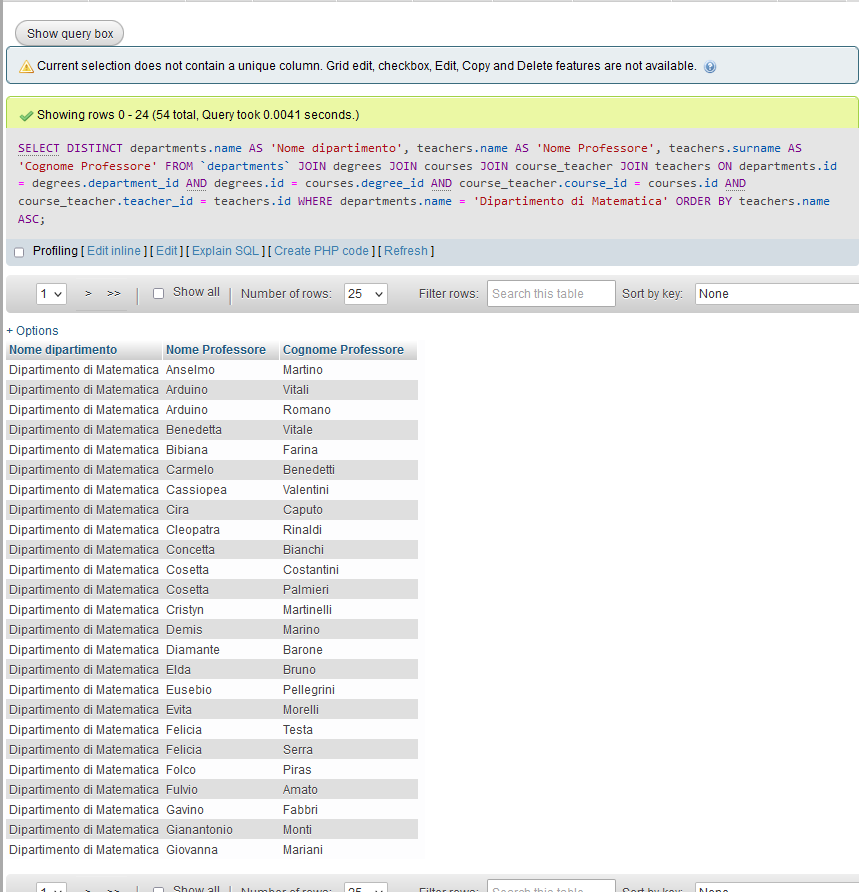 Show query box
Current selection does not contain a unique column. Grid edit, checkbox, Edit, Copy and Delete features are not available.
Showing rows 0 - 24 (54 total, Query took 0.0041 seconds.)
SELECT DISTINCT departments.name AS 'Nome dipartimento', teachers.name AS 'Nome Professore', teachers.surname AS
'Cognome Professore' FROM `departments` JOIN degrees JOIN courses JOIN course_teacher JOIN teachers ON departments.id
= degrees.department_id AND degrees.id = courses.degree_id AND course_teacher.course_id = courses.id AND
course_teacher.teacher_id = teachers.id WHERE departments.name = 'Dipartimento di Matematica' ORDER BY teachers.name
ASC;
Profiling [ Edit inline ] [ Edit ] [ Explain SQL ] [ Create PHP code ] [ Refresh ]
1 > >> | Show all | Number of rows: 25 Filter rows: Search this table Sort by key: None
+ Options
Nome dipartimento Nome Professore Cognome Professore
Dipartimento di Matematica Anselmo Martino
Dipartimento di Matematica Arduino Vitali
Dipartimento di Matematica Arduino Romano
Dipartimento di Matematica Benedetta Vitale
Dipartimento di Matematica Bibiana Farina
Dipartimento di Matematica Carmelo Benedetti
Dipartimento di Matematica Cassiopea Valentini
Dipartimento di Matematica Cira Caputo
Dipartimento di Matematica Cleopatra Rinaldi
Dipartimento di Matematica Concetta Bianchi
Dipartimento di Matematica Cosetta Costantini
Dipartimento di Matematica Cosetta Palmieri
Dipartimento di Matematica Cristyn Martinelli
Dipartimento di Matematica Demis Marino
Dipartimento di Matematica Diamante Barone
Dipartimento di Matematica Elda Bruno
Dipartimento di Matematica Eusebio Pellegrini
Dipartimento di Matematica Evita Morelli
Dipartimento di Matematica Felicia Testa
Dipartimento di Matematica Felicia Serra
Dipartimento di Matematica Folco Piras
Dipartimento di Matematica Fulvio Amato
Dipartimento di Matematica Gavino Fabbri
Dipartimento di Matematica Gianantonio Monti
Dipartimento di Matematica Giovanna Mariani
1 > >> | Show all | Number of rows: 25 Filter rows: Search this table Sort by key: None